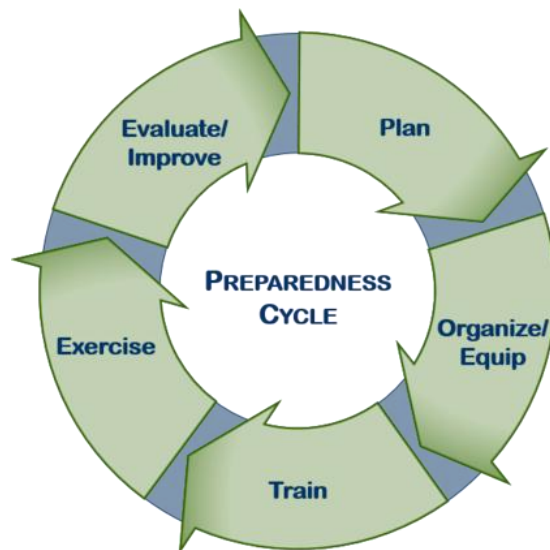 Plan
Organize/
Equip
Train
Exercise
Evaluate/
Improve
PREPAREDNESS
CYCLE